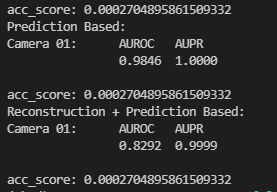 acc_score: 0.0002704895861509332
Prediction Based:
Camera 01: AUROC AUPR
0.9846 1.0000
acc_score: 0.0002704895861509332
Reconstruction + Prediction Based:
Camera 01: AUROC AUPR
0.8292 0.9999
acc_score: 0.0002704895861509332